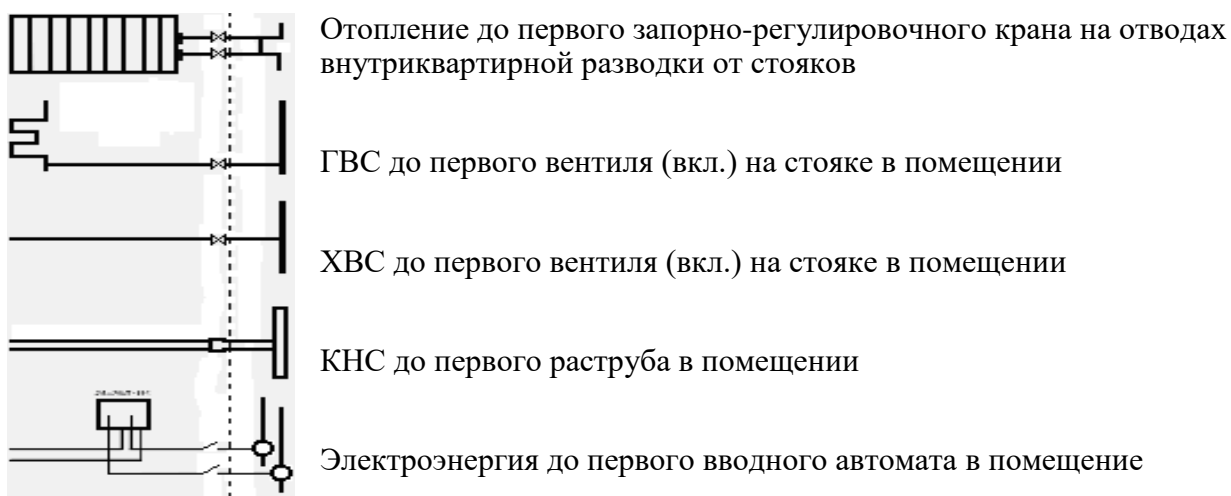 Отопление до первого запорно-регулировочного крана на отводах
внутриквартирной разводки от стояков
ГВС до первого вентиля (вкл.) на стояке в помещении
ХВС до первого вентиля (вкл.) на стояке в помещении
КНС до первого раструба в помещении
Электроэнергия до первого вводного автомата в помещение